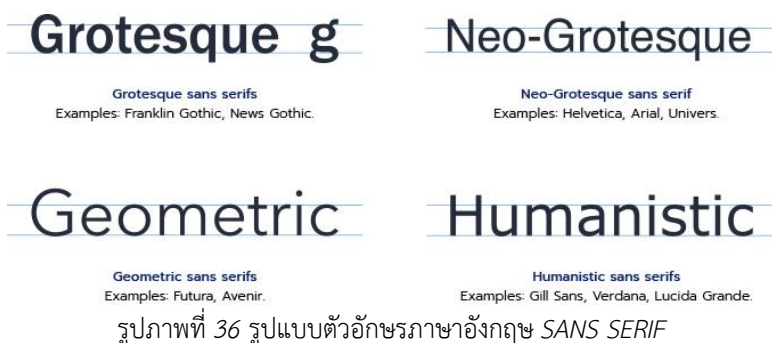 Grotesque g
Grotesque sans serifs
Examples: Franklin Gothic, News Gothic.
Neo-Grotesque
Neo-Grotesque sans serif
Examples: Helvetica, Arial, Univers.
Geometric
Geometric sans serifs
Examples: Futura, Avenir.
Humanistic
Humanistic sans serifs
Examples: Gill Sans, Verdana, Lucida Grande.
รูปภาพที่ 36 รูปแบบตัวอักษรภาษาอังกฤษ SANS SERIF